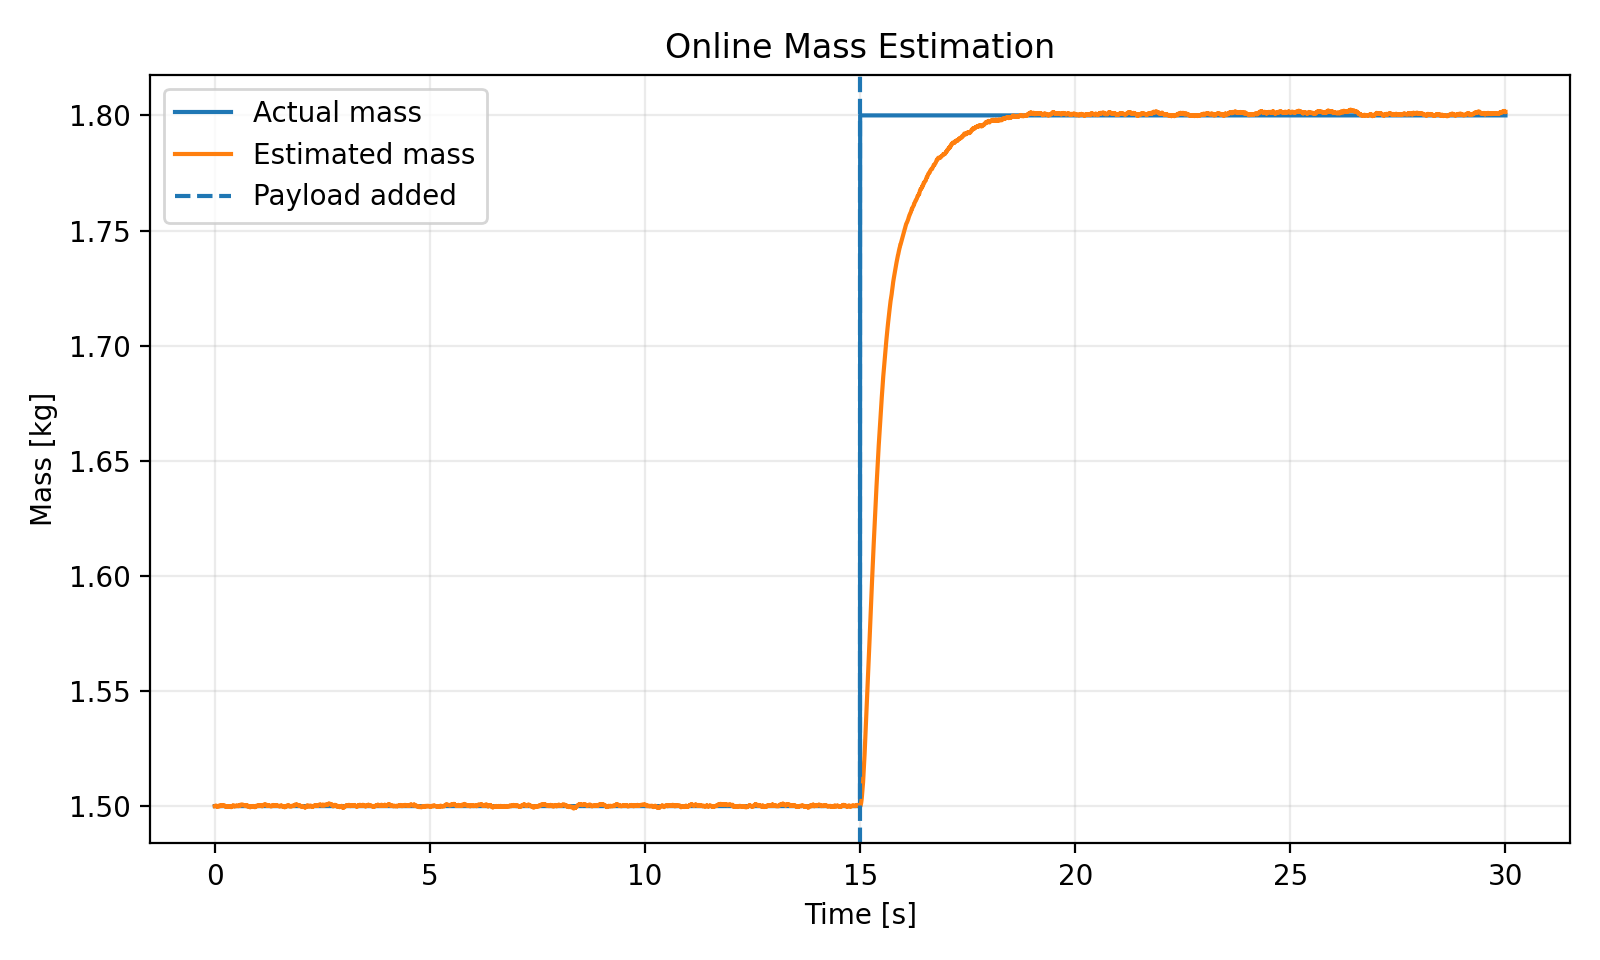 Online Mass Estimation
Actual mass
Estimated mass
Payload added
1.80
1.75
1.70
1.65
1.60
1.55
1.50
Mass [kg]
0 5 10 15 20 25 30
Time [s]